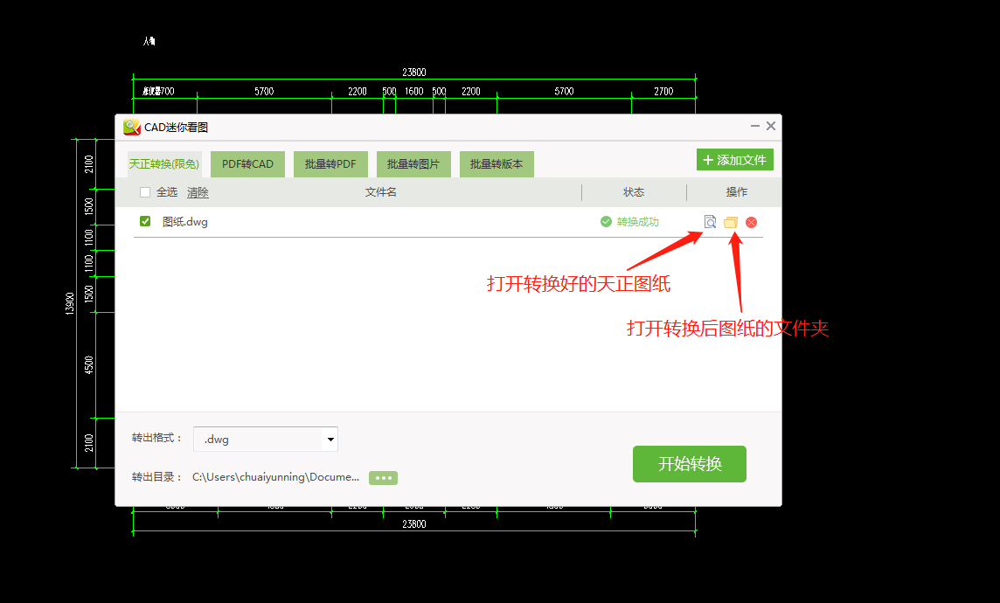 人物
23800
5700
2200
500
1600
500
2200
5700
2700
CAD迷你看图
天正转换(限免)
PDF转CAD
批量转PDF
批量转图片
批量转版本
添加文件
全选
清除
文件名
状态
操作
图纸.dwg
转换成功
打开转换好的天正图纸
打开转换后图纸的文件夹
2100
1500
1100
1100
1500
13900
4500
2100
转出格式：
.dwg
转出目录：
C:\Users\chuaiyunning\Docume...
开始转换
23800